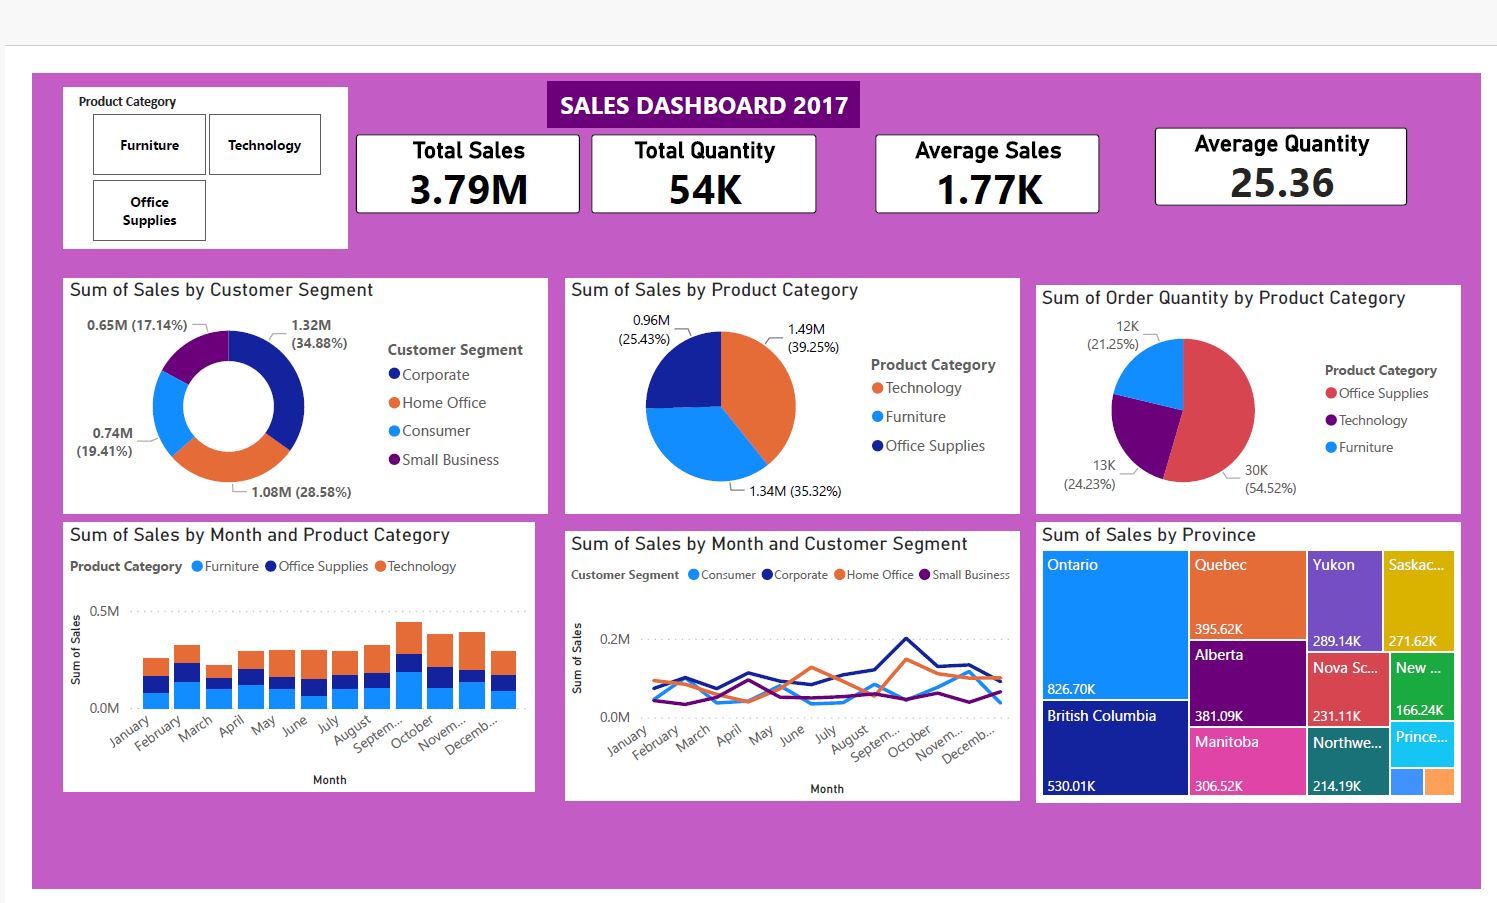 Product Category
Furniture
Technology
Office
Supplies
SALES DASHBOARD 2017
Total Sales
3.79M
Total Quantity
54K
Average Sales
1.77K
Average Quantity
25.36
Sum of Sales by Customer Segment
0.65M (17.14%)
1.32M
(34.88%)
0.74M
(19.41%)
1.08M (28.58%)
Customer Segment
Corporate
Home Office
Consumer
Small Business
Sum of Sales by Product Category
0.96M
(25.43%)
1.49M
(39.25%)
1.34M (35.32%)
Product Category
Technology
Furniture
Office Supplies
Sum of Order Quantity by Product Category
12K
(21.25%)
13K
(24.23%)
30K
(54.52%)
Product Category
Office Supplies
Technology
Furniture
Sum of Sales by Month and Product Category
Product Category Furniture Office Supplies Technology
Sum of Sales
0.5M
0.0M
January
February
March
April
May
June
July
August
Septem...
October
Novem...
Decemb...
Month
Sum of Sales by Month and Customer Segment
Customer Segment Consumer Corporate Home Office Small Business
Sum of Sales
0.2M
0.0M
January
February
March
April
May
June
July
August
Septem...
October
Novem...
Decemb...
Month
Sum of Sales by Province
Ontario
826.70K
British Columbia
530.01K
Quebec
395.62K
Alberta
381.09K
Manitoba
306.52K
Yukon
289.14K
Saskac...
271.62K
Nova Sc...
231.11K
Northwe...
214.19K
New ...
166.24K
Prince...